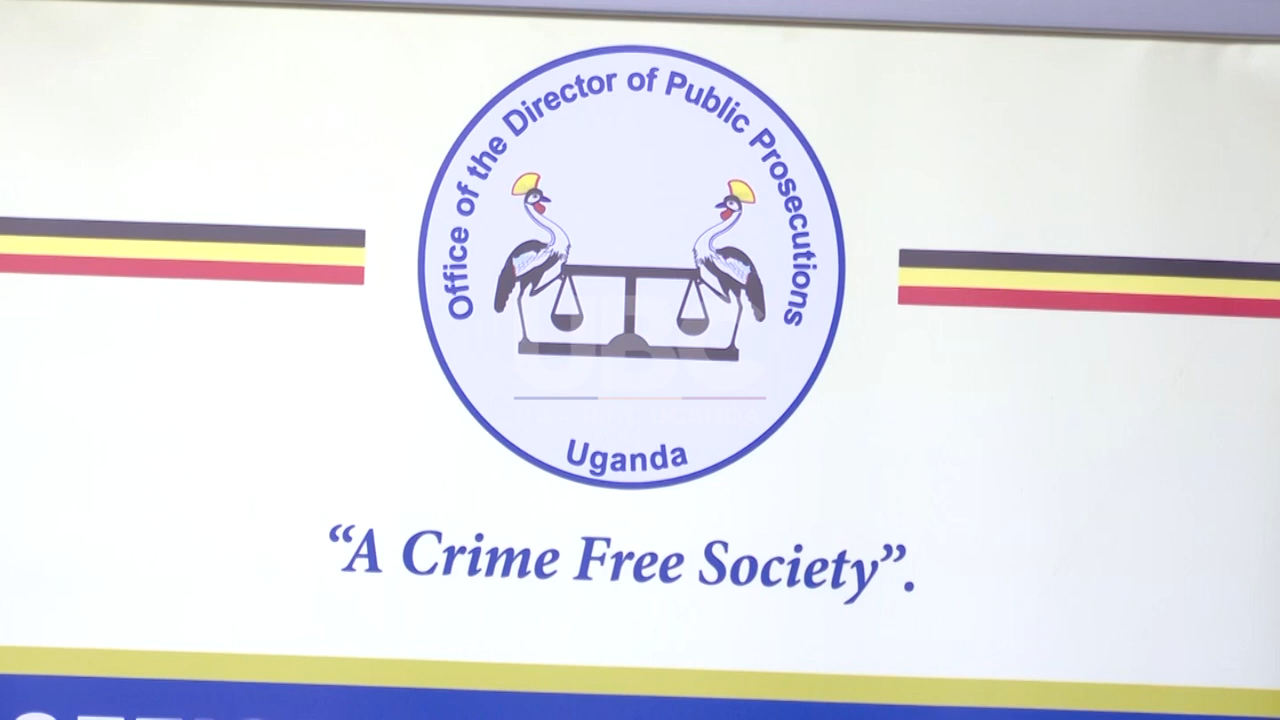 Office of the Director of Public Prosecutions
Uganda
“A Crime Free Society”.